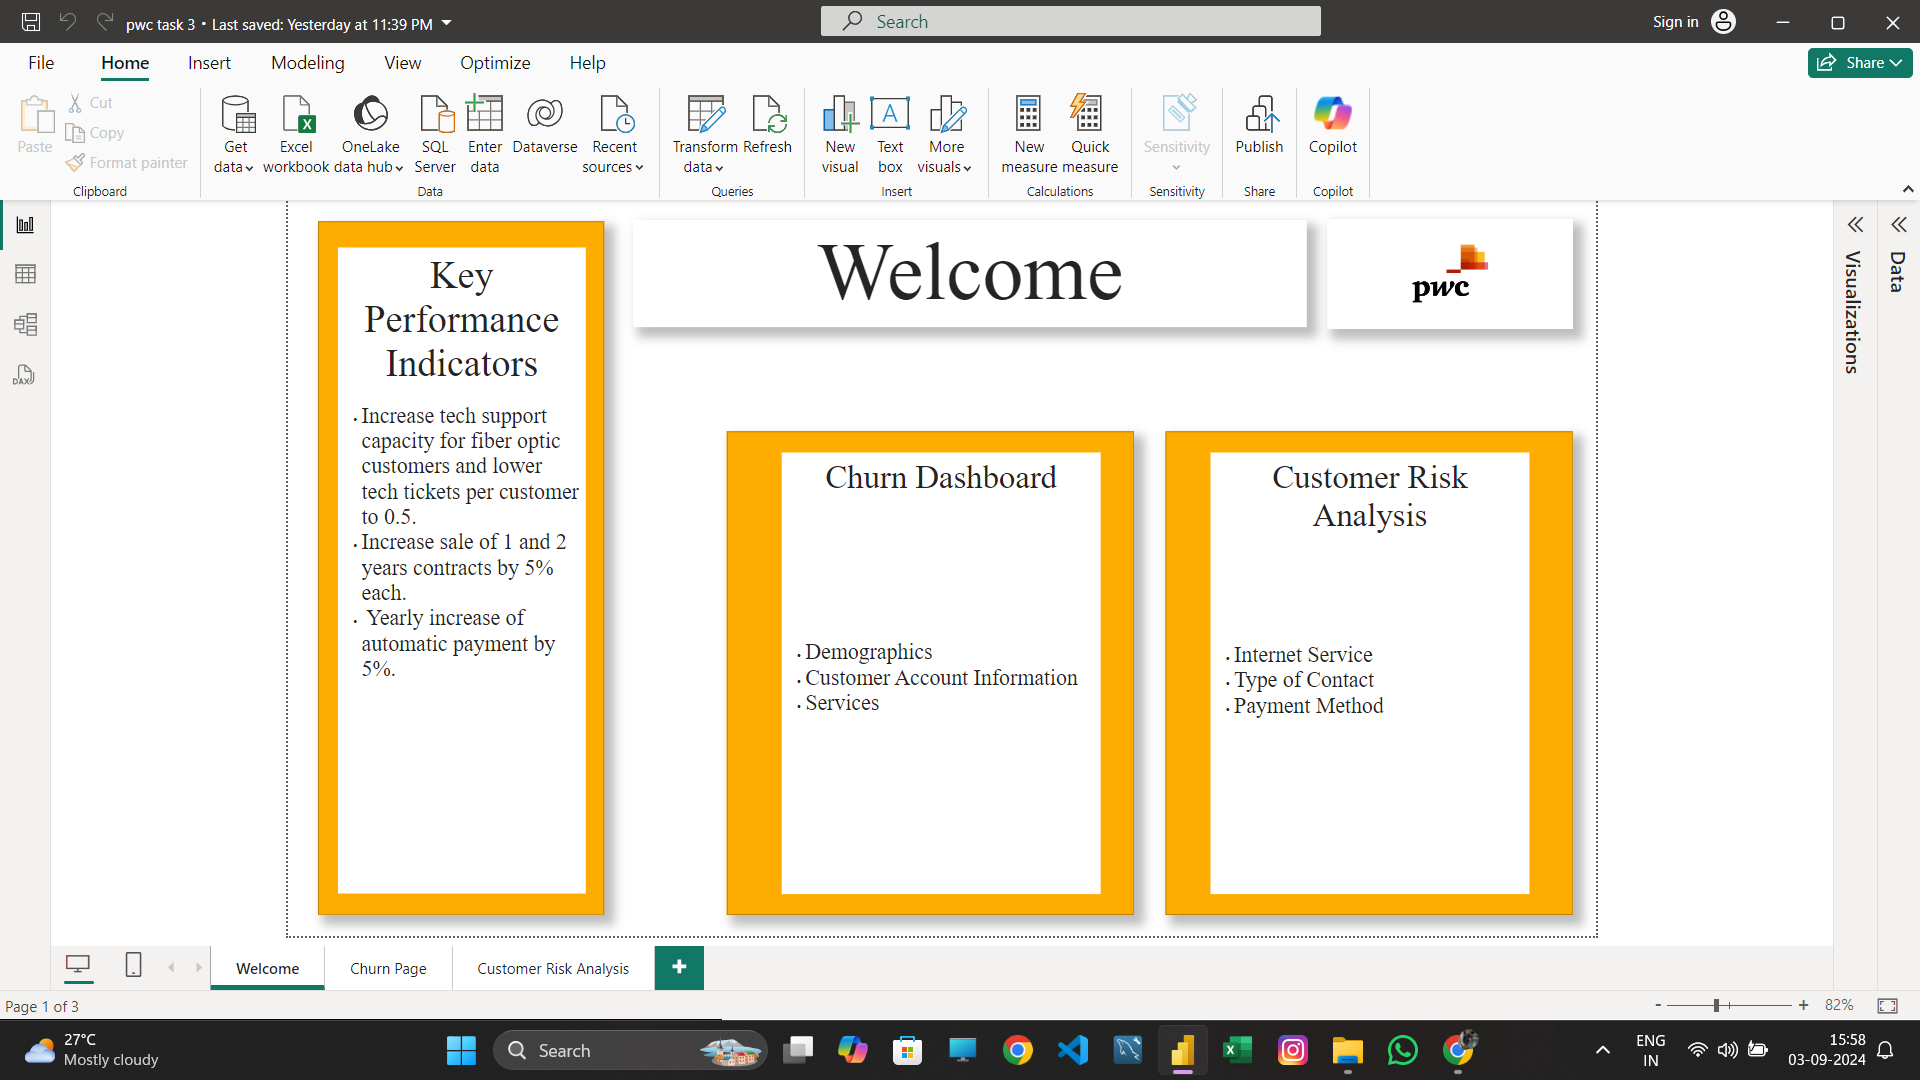 pwc task 3 • Last saved: Yesterday at 11:39 PM
Search
Sign in
File
Home
Insert
Modeling
View
Optimize
Help
Share
Paste
Cut
Copy
Format painter
Clipboard
Get
data
Excel
workbook
OneLake
data hub
SQL
Server
Enter
data
Dataverse
Recent
sources
Data
Transform
data
Refresh
Queries
New
visual
Text
box
More
visuals
Insert
New
measure
Quick
measure
Calculations
Sensitivity
Sensitivity
Publish
Share
Copilot
Copilot
DAX
Key
Performance
Indicators
• Increase tech support
capacity for fiber optic
customers and lower
tech tickets per customer
to 0.5.
• Increase sale of 1 and 2
years contracts by 5%
each.
• Yearly increase of
automatic payment by
5%.
Welcome
pwc
Churn Dashboard
• Demographics
• Customer Account Information
• Services
Customer Risk
Analysis
• Internet Service
• Type of Contact
• Payment Method
Visualizations
Data
Welcome
Churn Page
Customer Risk Analysis
+
Page 1 of 3
- + 82%
27°C
Mostly cloudy
Search
ENG
IN
15:58
03-09-2024